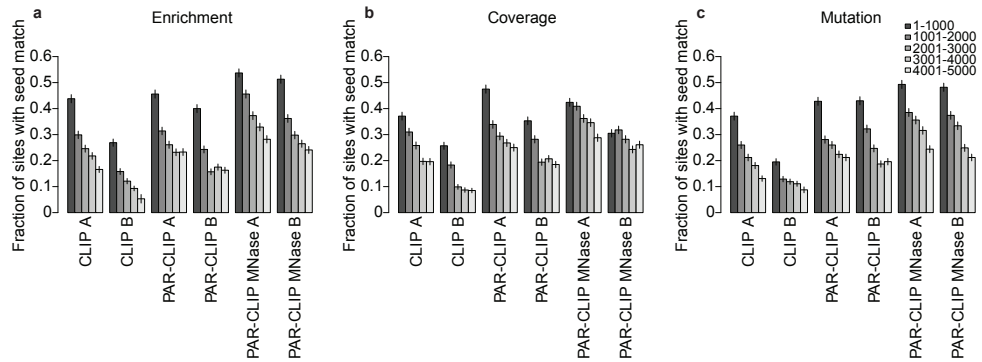 a Enrichment
Fraction of sites with seed match
0.6
0.5
0.4
0.3
0.2
0.1
0
CLIP A
CLIP B
PAR-CLIP A
PAR-CLIP B
PAR-CLIP MNase A
PAR-CLIP MNase B
b Coverage
Fraction of sites with seed match
0.6
0.5
0.4
0.3
0.2
0.1
0
CLIP A
CLIP B
PAR-CLIP A
PAR-CLIP B
PAR-CLIP MNase A
PAR-CLIP MNase B
c Mutation
1-1000
1001-2000
2001-3000
3001-4000
4001-5000
Fraction of sites with seed match
0.6
0.5
0.4
0.3
0.2
0.1
0
CLIP A
CLIP B
PAR-CLIP A
PAR-CLIP B
PAR-CLIP MNase A
PAR-CLIP MNase B